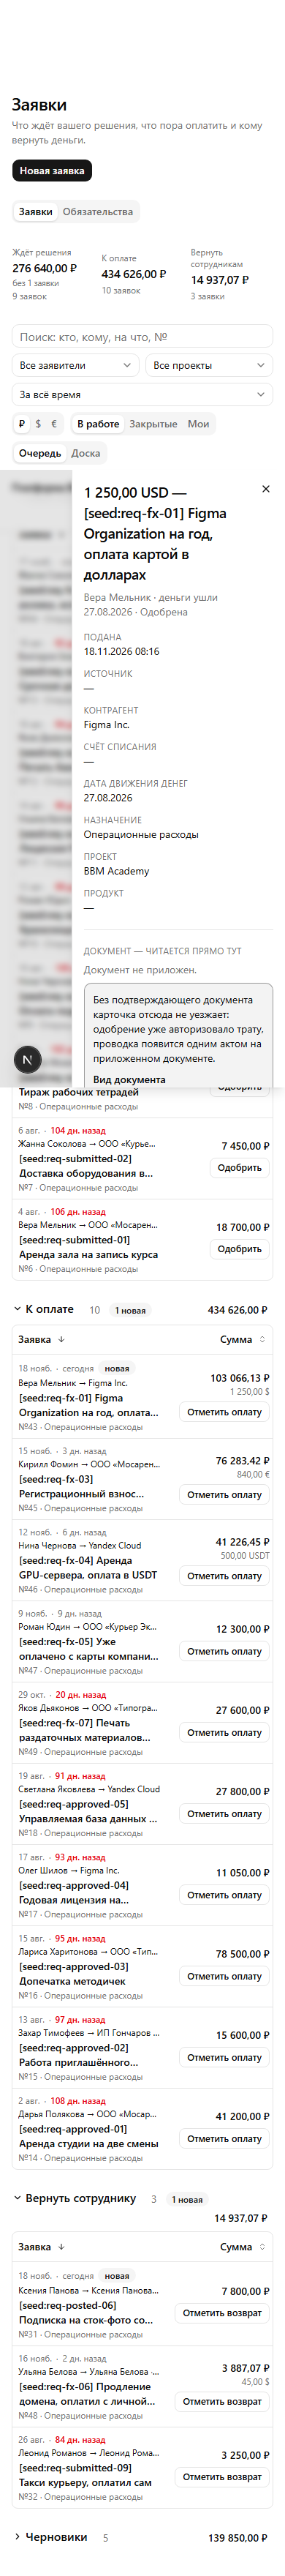 Заявки
Что ждёт вашего решения, что пора оплатить и кому
вернуть деньги.
Новая заявка
Заявки Обязательства
Ждёт решения
276 640,00 ₽
без 1 заявки
9 заявок
К оплате
434 626,00 ₽
10 заявок
Вернуть
сотрудникам
14 937,07 ₽
3 заявки
Поиск: кто, кому, на что, №
Все заявители Все проекты
За всё время
₽ $ € В работе Закрытые Мои
Очередь Доска
1 250,00 USD —
[seed:req-fx-01] Figma
Organization на год,
оплата картой в
долларах
Вера Мельник · деньги ушли
27.08.2026 · Одобрена
ПОДАНА
18.11.2026 08:16
ИСТОЧНИК
—
КОНТРАГЕНТ
Figma Inc.
СЧЁТ СПИСАНИЯ
—
ДАТА ДВИЖЕНИЯ ДЕНЕГ
27.08.2026
НАЗНАЧЕНИЕ
Операционные расходы
ПРОЕКТ
BBM Academy
ПРОДУКТ
—
ДОКУМЕНТ — ЧИТАЕТСЯ ПРЯМО ТУТ
Документ не приложен.
Без подтверждающего документа
карточка отсюда не уезжает:
одобрение уже авторизовало трату,
проводка появится одним актом на
приложенном документе.
Вид документа
N
Тираж рабочих тетрадей
Одобрить
№8 · Операционные расходы
6 авг. · 104 дн. назад
Жанна Соколова → ООО «Курье...
7 450,00 ₽
[seed:req-submitted-02]
Доставка оборудования в...
Одобрить
№7 · Операционные расходы
4 авг. · 106 дн. назад
Вера Мельник → ООО «Мосарен...
18 700,00 ₽
[seed:req-submitted-01]
Аренда зала на запись курса
Одобрить
№6 · Операционные расходы
К оплате 10 1 новая 434 626,00 ₽
Заявка ↓ Сумма
18 нояб. · сегодня новая
Вера Мельник → Figma Inc.
103 066,13 ₽
1 250,00 $
[seed:req-fx-01] Figma
Organization на год, оплата...
Отметить оплату
№43 · Операционные расходы
15 нояб. · 3 дн. назад
Кирилл Фомин → ООО «Мосарен...
76 283,42 ₽
840,00 €
[seed:req-fx-03]
Регистрационный взнос...
Отметить оплату
№45 · Операционные расходы
12 нояб. · 6 дн. назад
Нина Чернова → Yandex Cloud
41 226,45 ₽
500,00 USDT
[seed:req-fx-04] Аренда
GPU-сервера, оплата в USDT
Отметить оплату
№46 · Операционные расходы
9 нояб. · 9 дн. назад
Роман Юдин → ООО «Курьер Эк...
12 300,00 ₽
[seed:req-fx-05] Уже
оплачено с карты компани...
Отметить оплату
№47 · Операционные расходы
29 окт. · 20 дн. назад
Яков Дьяконов → ООО «Типогра...
27 600,00 ₽
[seed:req-fx-07] Печать
раздаточных материалов...
Отметить оплату
№49 · Операционные расходы
19 авг. · 91 дн. назад
Светлана Яковлева → Yandex Cloud
27 800,00 ₽
[seed:req-approved-05]
Управляемая база данных ...
Отметить оплату
№18 · Операционные расходы
17 авг. · 93 дн. назад
Олег Шилов → Figma Inc.
11 050,00 ₽
[seed:req-approved-04]
Годовая лицензия на...
Отметить оплату
№17 · Операционные расходы
15 авг. · 95 дн. назад
Лариса Харитонова → ООО «Тип...
78 500,00 ₽
[seed:req-approved-03]
Допечатка методичек
Отметить оплату
№16 · Операционные расходы
13 авг. · 97 дн. назад
Захар Тимофеев → ИП Гончаров ...
15 600,00 ₽
[seed:req-approved-02]
Работа приглашённого...
Отметить оплату
№15 · Операционные расходы
2 авг. · 108 дн. назад
Дарья Полякова → ООО «Мосар...
41 200,00 ₽
[seed:req-approved-01]
Аренда студии на две смены
Отметить оплату
№14 · Операционные расходы
Вернуть сотруднику 3 1 новая
14 937,07 ₽
Заявка ↓ Сумма
18 нояб. · сегодня новая
Ксения Панова → Ксения Панова...
7 800,00 ₽
[seed:req-posted-06]
Подписка на сток-фото со...
Отметить возврат
№31 · Операционные расходы
16 нояб. · 2 дн. назад
Ульяна Белова → Ульяна Белова ·...
3 887,07 ₽
45,00 $
[seed:req-fx-06] Продление
домена, оплатил с личной...
Отметить возврат
№48 · Операционные расходы
26 авг. · 84 дн. назад
Леонид Романов → Леонид Рома...
3 250,00 ₽
[seed:req-submitted-09]
Такси курьеру, оплатил сам
Отметить возврат
№32 · Операционные расходы
Черновики 5 139 850,00 ₽